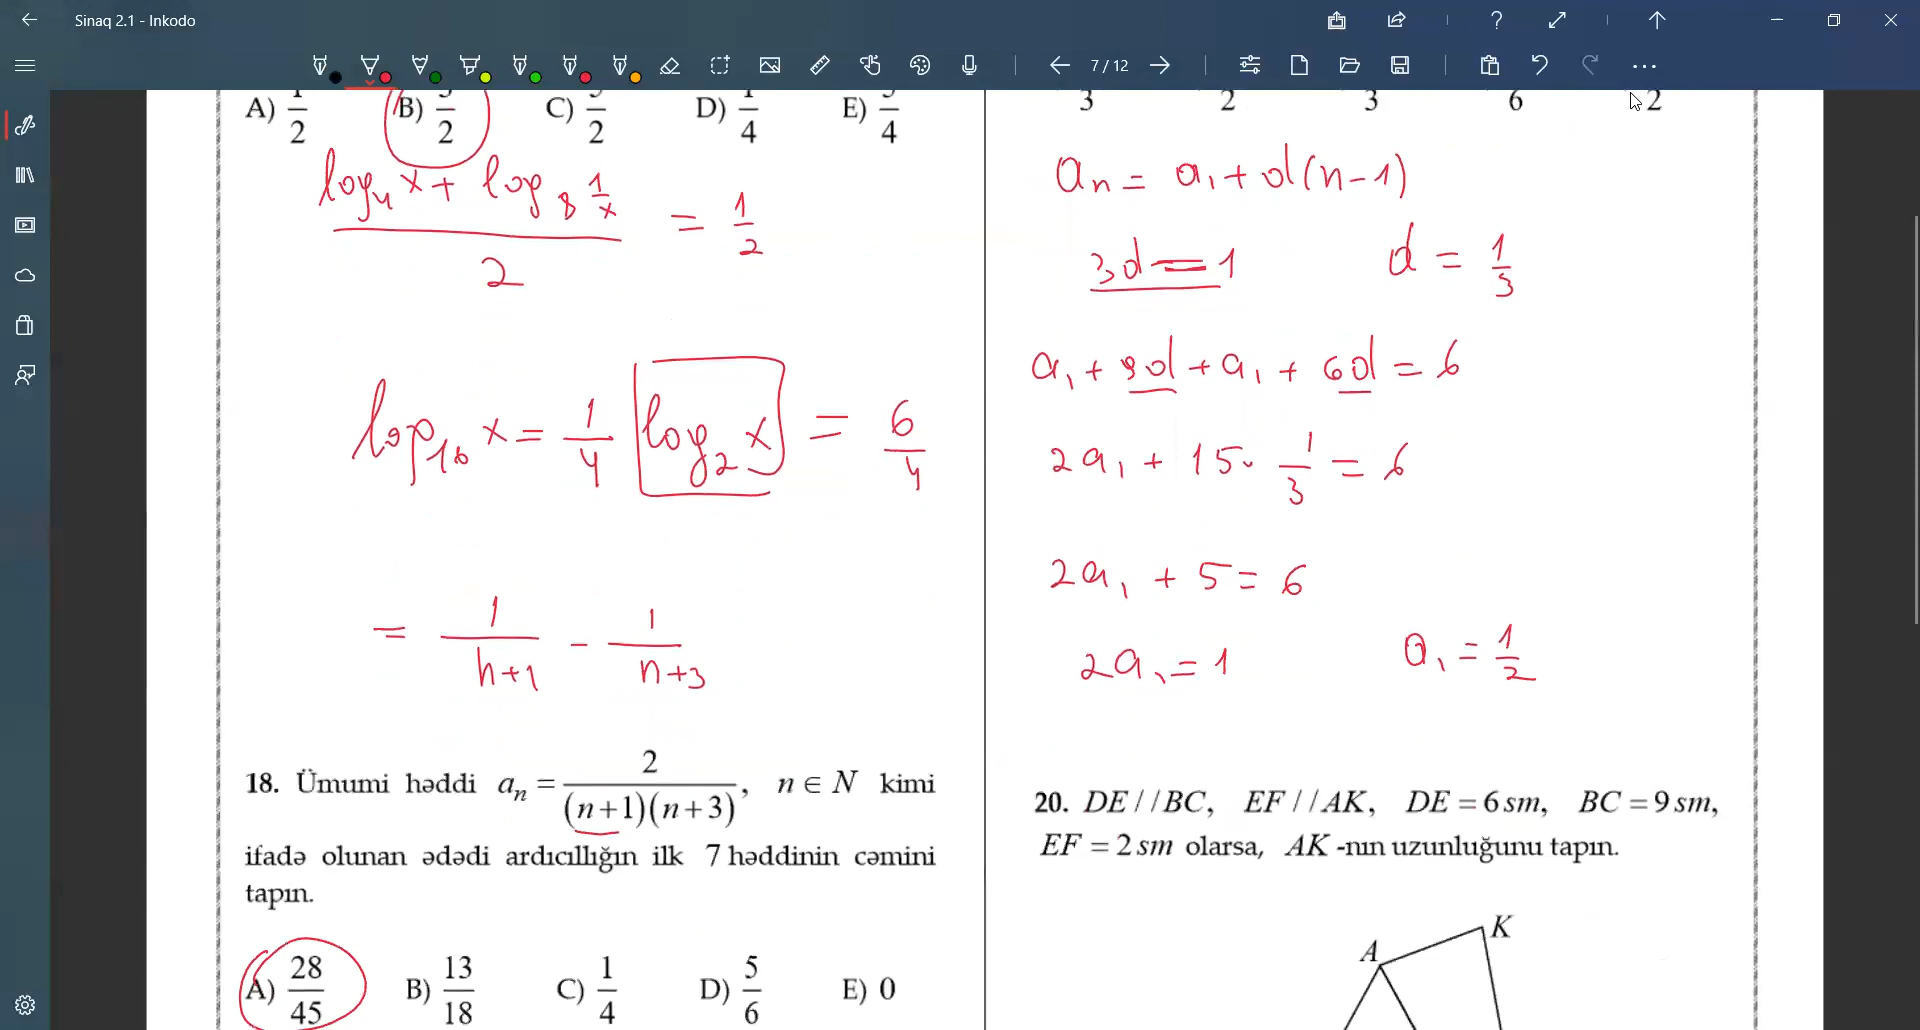 Sinaq 2.1 - Inkodo
7 / 12
A) 1/2 B) 3/2 C) 5/2 D) 1/4 E) 3/4
(log₄ x + log₈ 1/x) / 2 = 1/2
log₁₆ x = 1/4 log₂ x = 6/4
= 1/(n+1) - 1/(n+3)
18. Ümumi həddi aₙ = 2/((n+1)(n+3)), n ∈ N kimi
ifadə olunan ədədi ardıcıllığın ilk 7 həddinin cəmini
tapın.
A) 28/45 B) 13/18 C) 1/4 D) 5/6 E) 0
3 2 3 6 2
aₙ = a₁ + d(n-1)
3d = 1 d = 1/3
a₁ + 9d + a₁ + 6d = 6
2a₁ + 15 · 1/3 = 6
2a₁ + 5 = 6
2a₁ = 1 a₁ = 1/2
20. DE//BC, EF//AK, DE = 6 sm, BC = 9 sm,
EF = 2 sm olarsa, AK -nın uzunluğunu tapın.
K
A